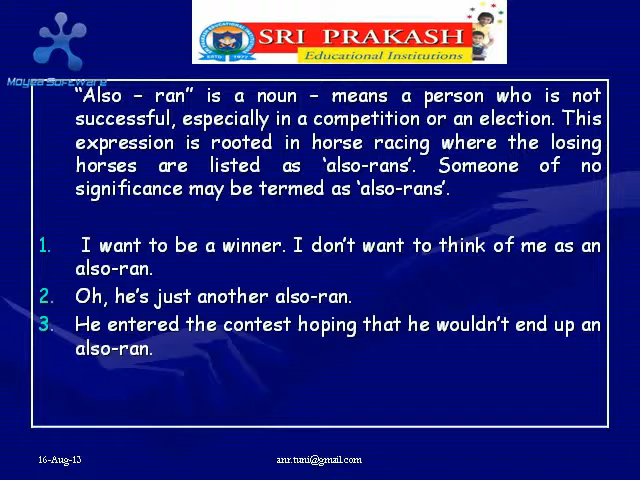 SRI PRAKASH
Educational Institutions
Moyea Software
“Also – ran” is a noun – means a person who is not
successful, especially in a competition or an election. This
expression is rooted in horse racing where the losing
horses are listed as ‘also-rans’. Someone of no
significance may be termed as ‘also-rans’.
1. I want to be a winner. I don’t want to think of me as an
also-ran.
2. Oh, he’s just another also-ran.
3. He entered the contest hoping that he wouldn’t end up an
also-ran.
16-Aug-13
anr.tuni@gmail.com